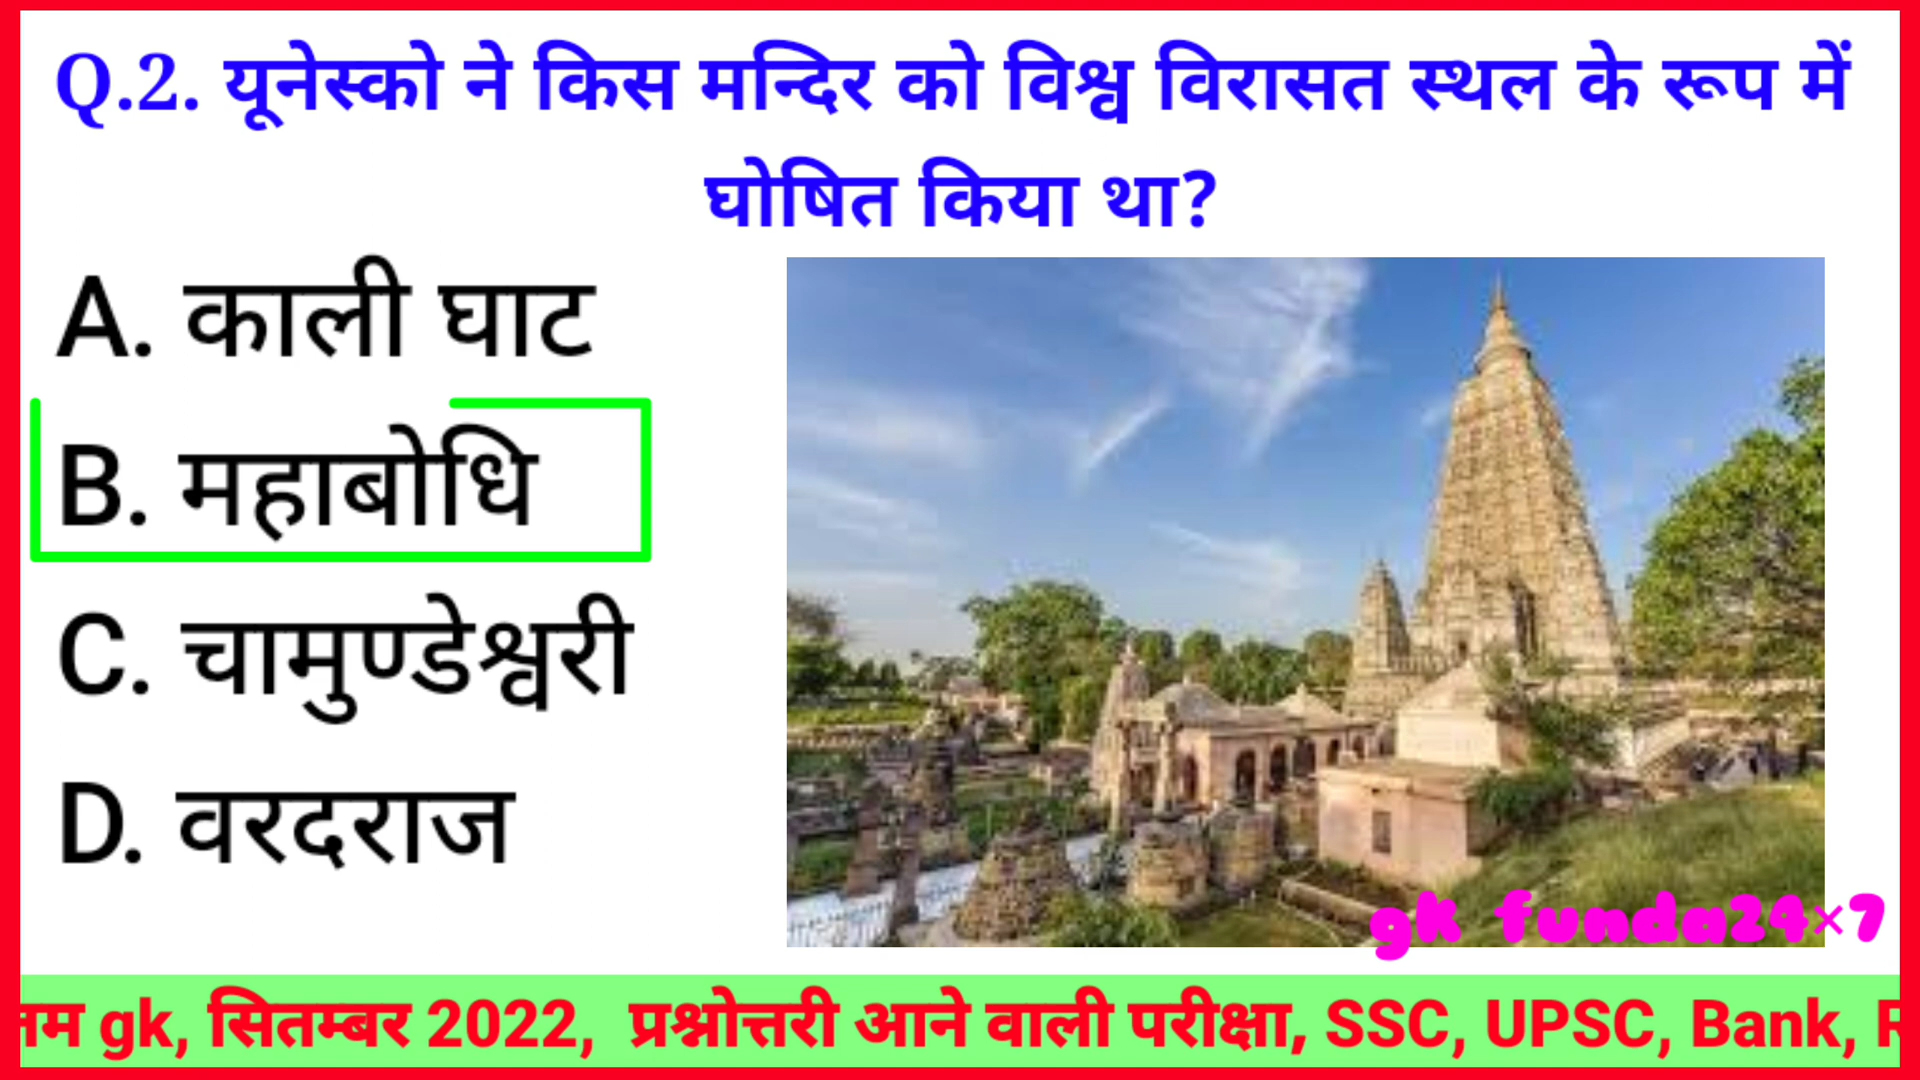 Q.2. यूनेस्को ने किस मन्दिर को विश्व विरासत स्थल के रूप में
घोषित किया था?
A. काली घाट
B. महाबोधि
C. चामुण्डेश्वरी
D. वरदराज
gk funda24×7
gk, सितम्बर 2022, प्रश्नोत्तरी आने वाली परीक्षा, SSC, UPSC, Bank,